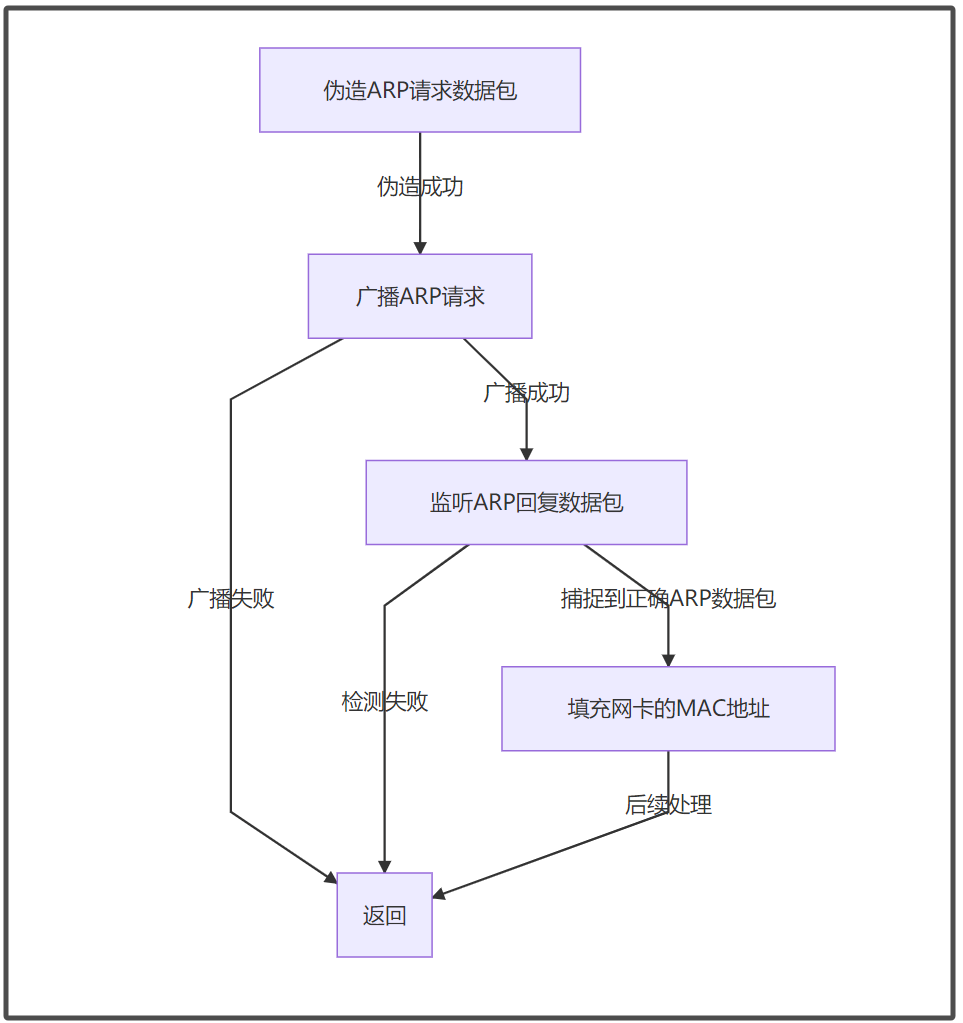 伪造ARP请求数据包
伪造成功
广播ARP请求
广播成功
监听ARP回复数据包
广播失败
捕捉到正确ARP数据包
检测失败
填充网卡的MAC地址
后续处理
返回